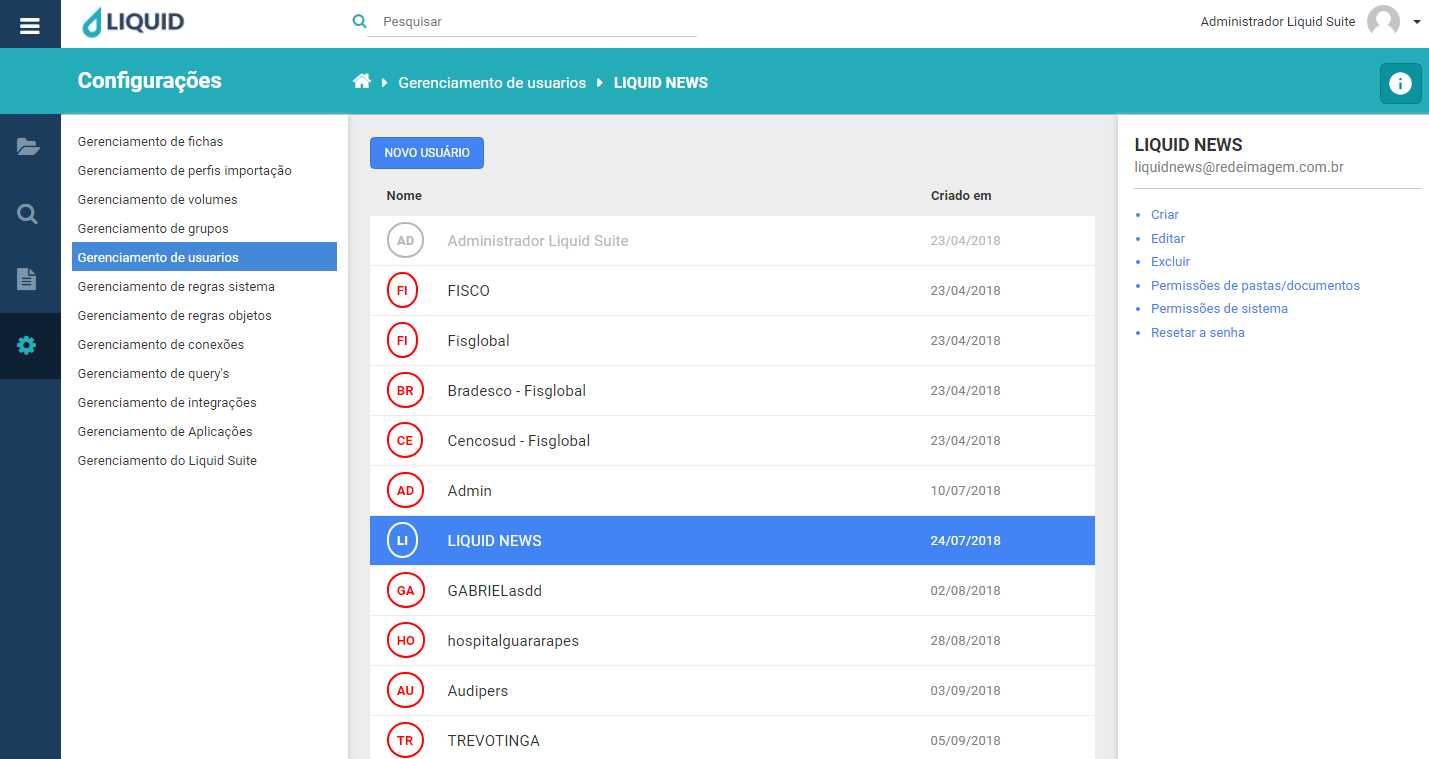 LIQUID
Pesquisar
Administrador Liquid Suite
Configurações
Gerenciamento de usuarios
LIQUID NEWS
Gerenciamento de fichas
Gerenciamento de perfis importação
Gerenciamento de volumes
Gerenciamento de grupos
Gerenciamento de usuarios
Gerenciamento de regras sistema
Gerenciamento de regras objetos
Gerenciamento de conexões
Gerenciamento de query's
Gerenciamento de integrações
Gerenciamento de Aplicações
Gerenciamento do Liquid Suite
NOVO USUÁRIO
Nome Criado em
AD Administrador Liquid Suite 23/04/2018
FI FISCO 23/04/2018
FI Fisglobal 23/04/2018
BR Bradesco - Fisglobal 23/04/2018
CE Cencosud - Fisglobal 23/04/2018
AD Admin 10/07/2018
LI LIQUID NEWS 24/07/2018
GA GABRIELasdd 02/08/2018
HO hospitalguararapes 28/08/2018
AU Audipers 03/09/2018
TR TREVOTINGA 05/09/2018
LIQUID NEWS
liquidnews@redeimagem.com.br
Criar
Editar
Excluir
Permissões de pastas/documentos
Permissões de sistema
Resetar a senha